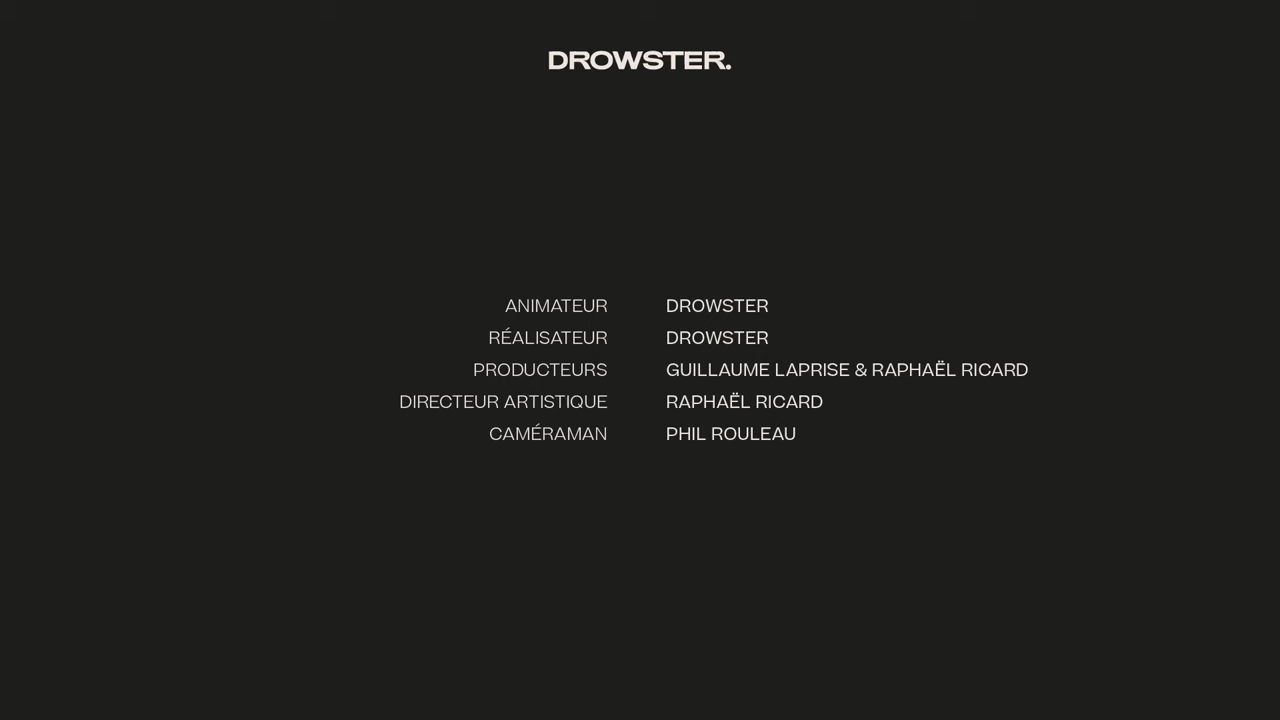 DROWSTER.
ANIMATEUR DROWSTER
RÉALISATEUR DROWSTER
PRODUCTEURS GUILLAUME LAPRISE & RAPHAËL RICARD
DIRECTEUR ARTISTIQUE RAPHAËL RICARD
CAMÉRAMAN PHIL ROULEAU